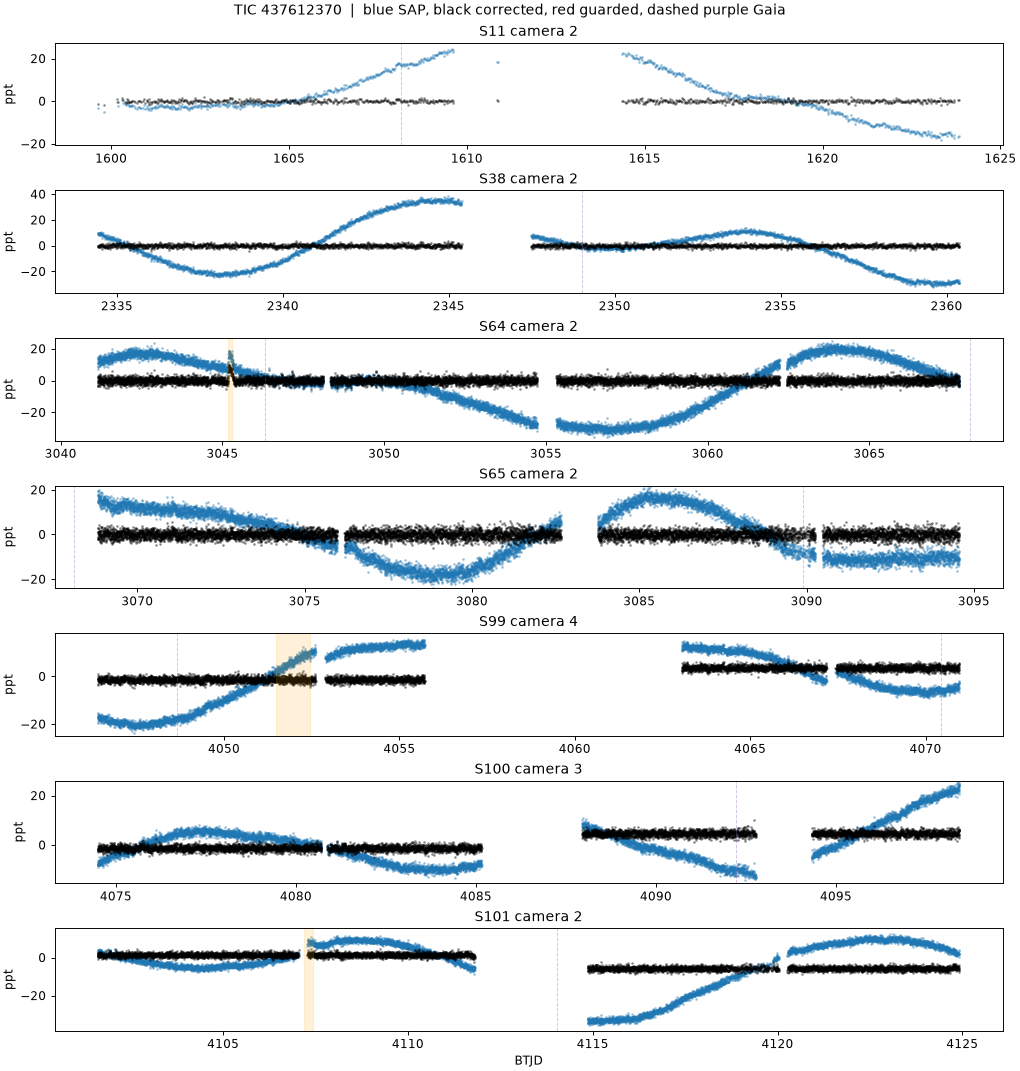 TIC 437612370 | blue SAP, black corrected, red guarded, dashed purple Gaia
S11 camera 2
ppt
20
0
−20
1600 1605 1610 1615 1620 1625
S38 camera 2
ppt
40
20
0
−20
2335 2340 2345 2350 2355 2360
S64 camera 2
ppt
20
0
−20
3040 3045 3050 3055 3060 3065
S65 camera 2
ppt
20
0
−20
3070 3075 3080 3085 3090 3095
S99 camera 4
ppt
0
−20
4050 4055 4060 4065 4070
S100 camera 3
ppt
20
0
4075 4080 4085 4090 4095
S101 camera 2
ppt
0
−20
4105 4110 4115 4120 4125
BTJD